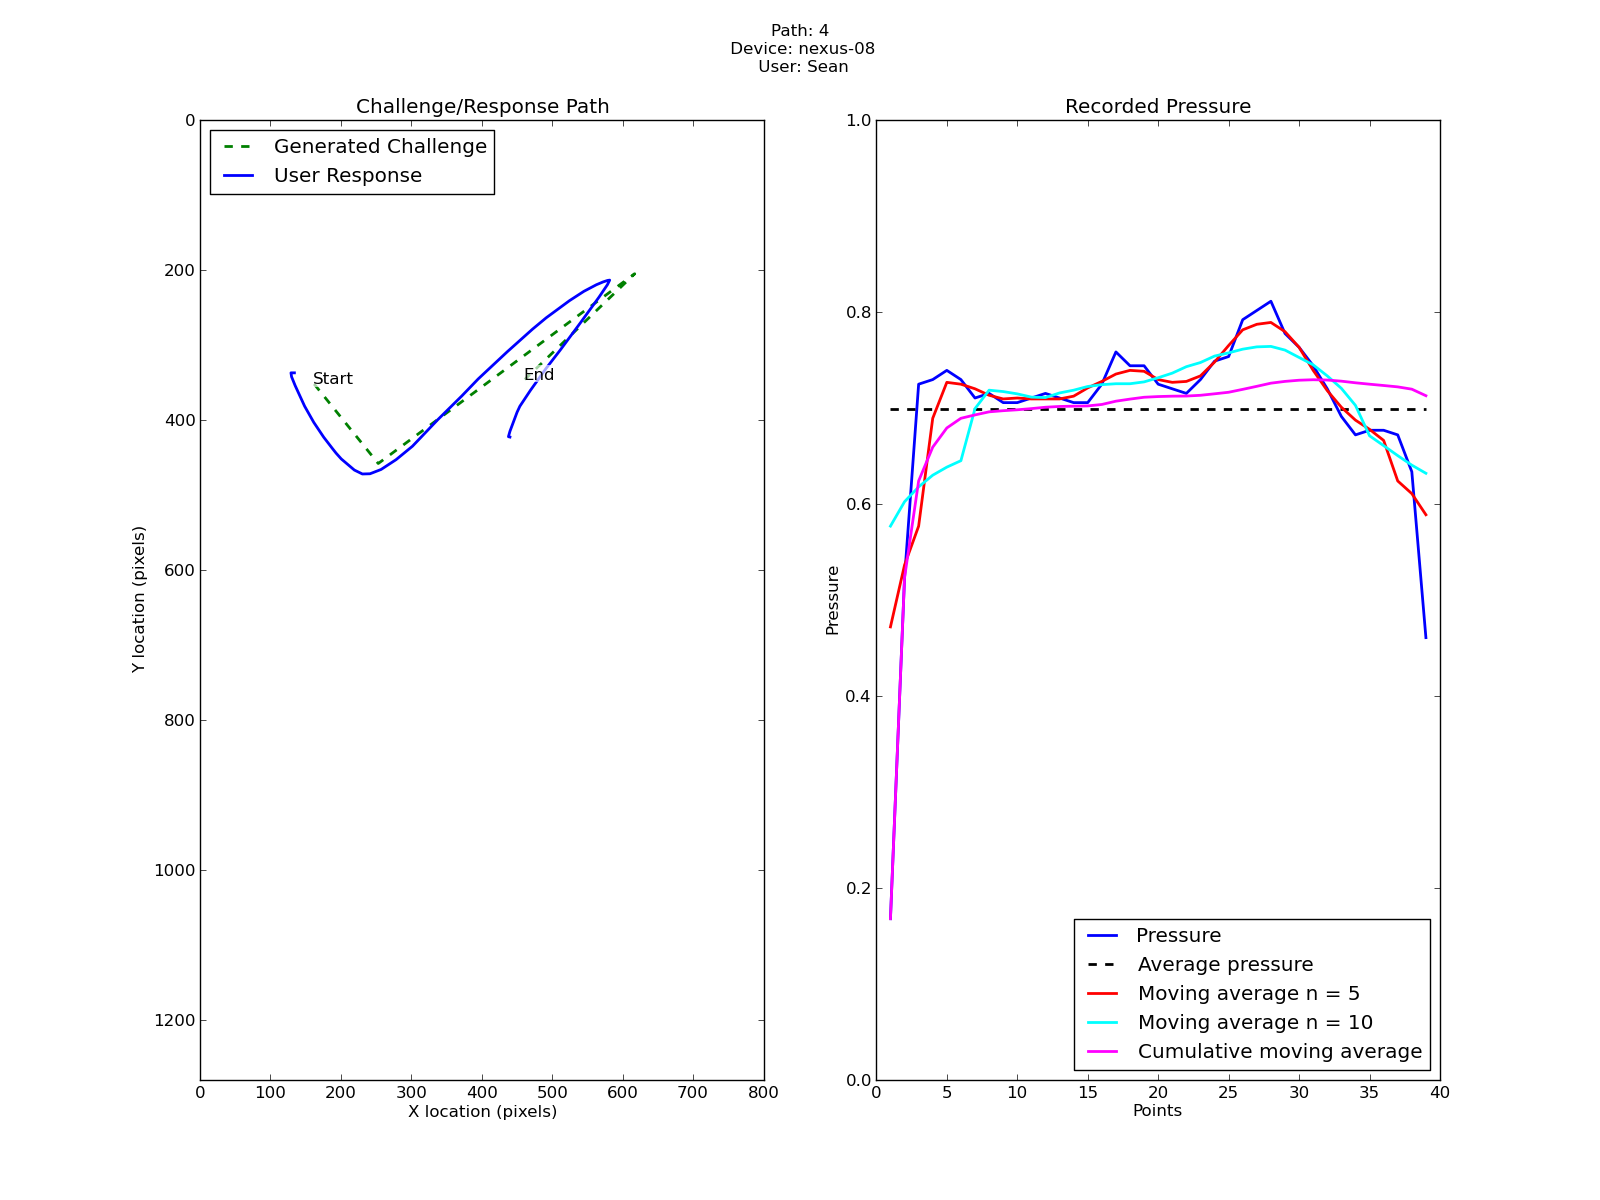 Path: 4
Device: nexus-08
User: Sean
Challenge/Response Path
Generated Challenge
User Response
Start
End
0
200
400
600
800
1000
1200
Y location (pixels)
0 100 200 300 400 500 600 700 800
X location (pixels)
Recorded Pressure
1.0
0.8
0.6
0.4
0.2
0.0
Pressure
Pressure
Average pressure
Moving average n = 5
Moving average n = 10
Cumulative moving average
0 5 10 15 20 25 30 35 40
Points